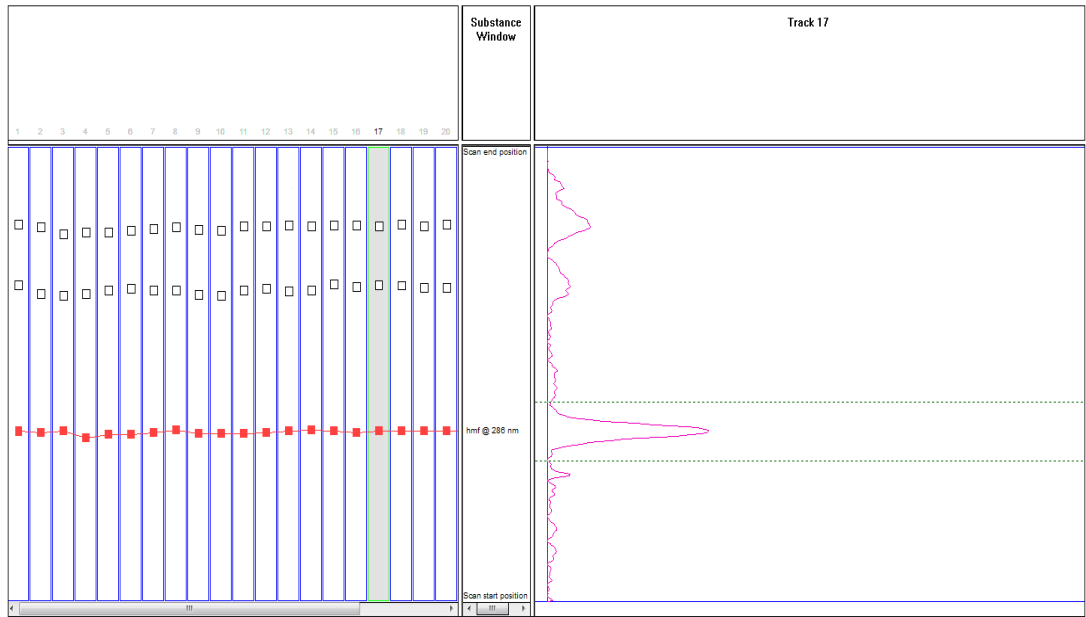 Substance
Window
Track 17
1 2 3 4 5 6 7 8 9 10 11 12 13 14 15 16 17 18 19 20
Scan end position
hmf @ 286 nm
Scan start position